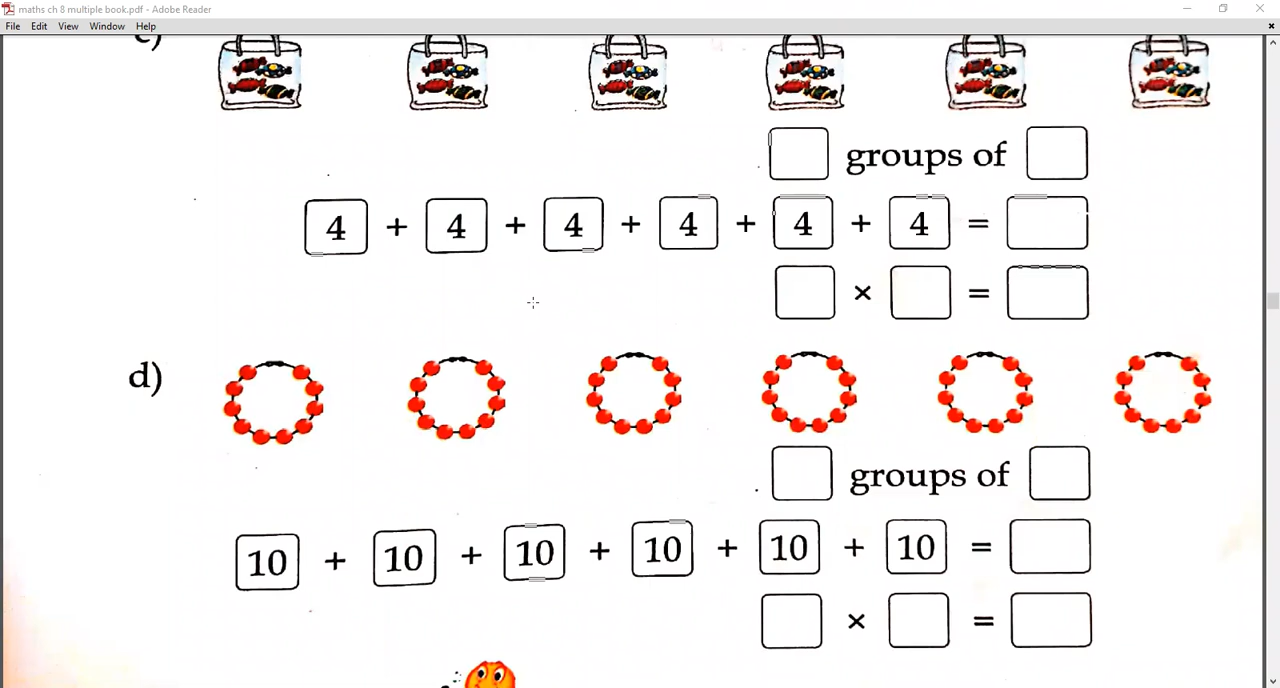 maths ch 8 multiple book.pdf - Adobe Reader
File Edit View Window Help
c)
groups of
4 + 4 + 4 + 4 + 4 + 4 =
× =
d)
groups of
10 + 10 + 10 + 10 + 10 + 10 =
× =